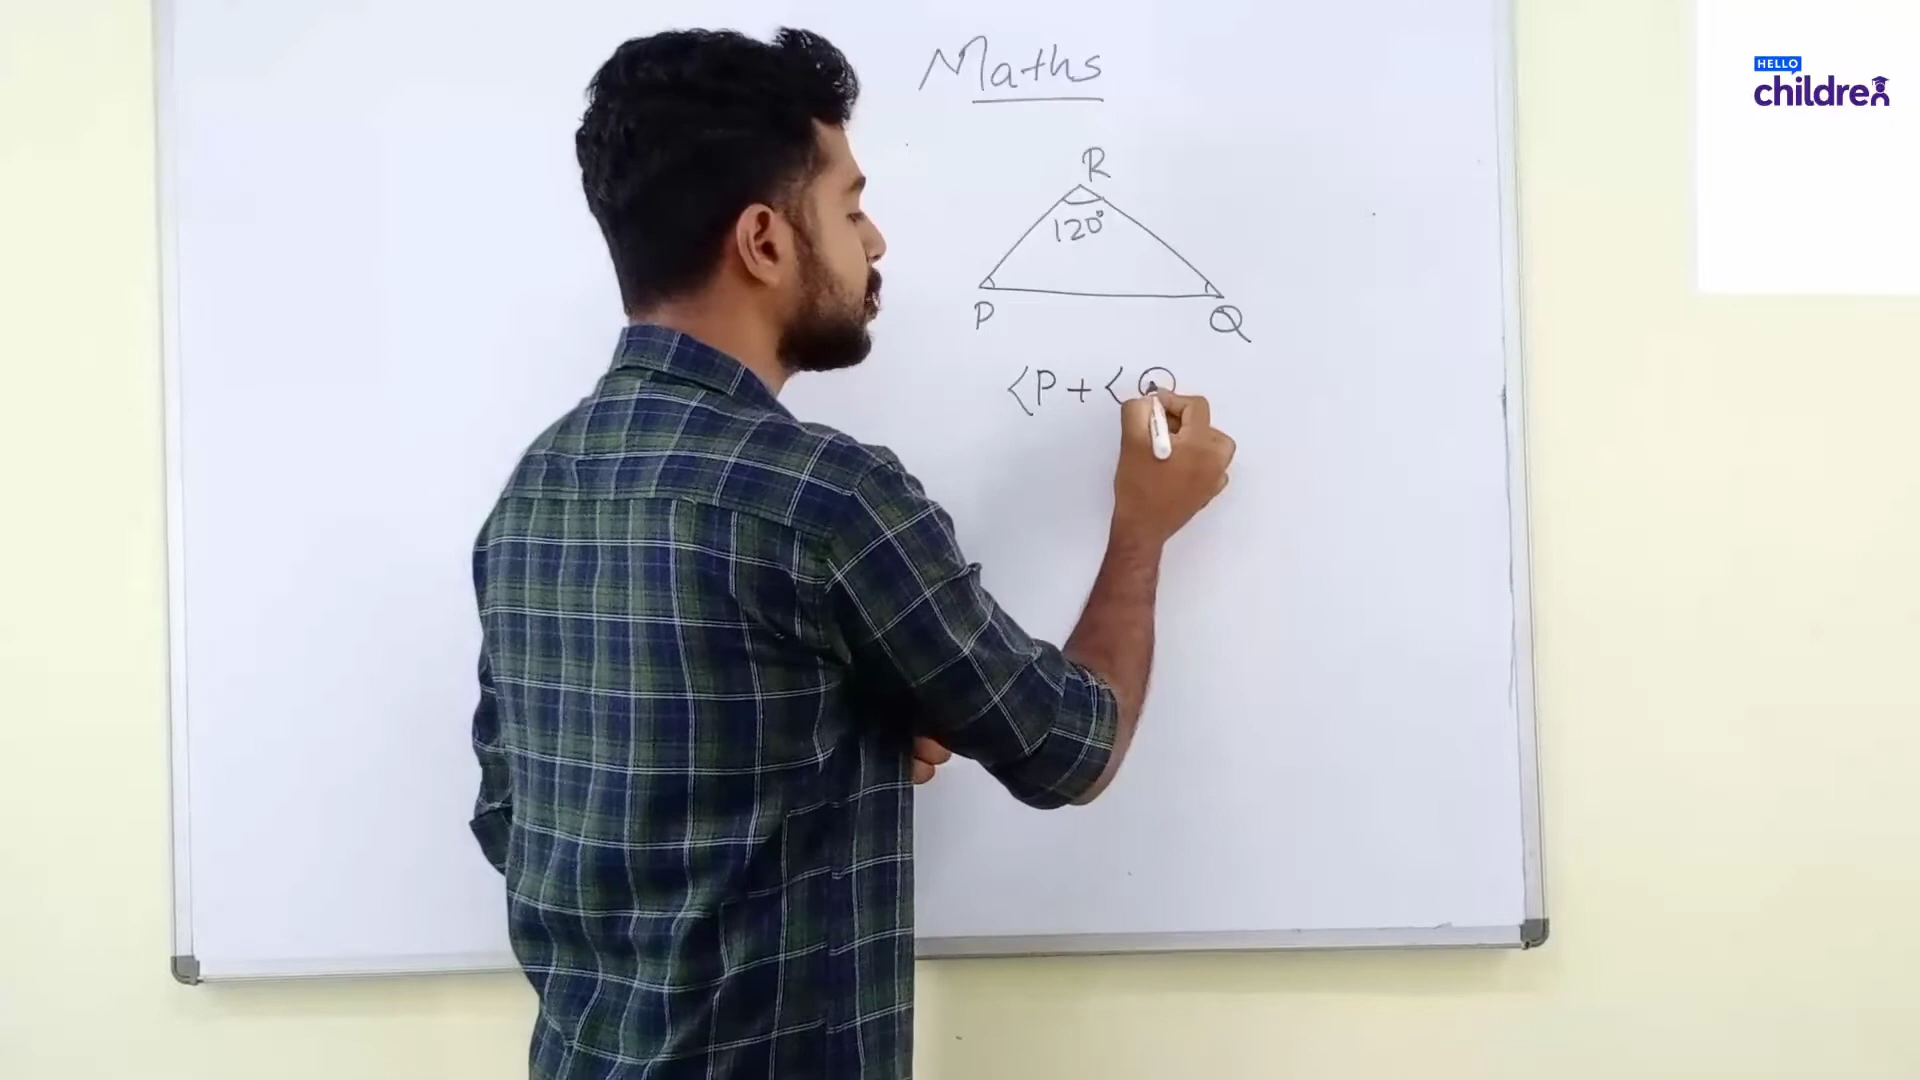 Maths
HELLO
children
R
120°
P
Q
<P + < Q